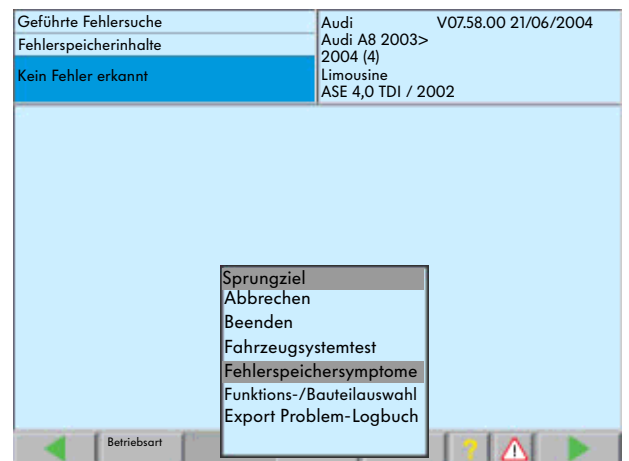 Geführte Fehlersuche
Fehlerspeicherinhalte
Kein Fehler erkannt
Audi V07.58.00 21/06/2004
Audi A8 2003>
2004 (4)
Limousine
ASE 4,0 TDI / 2002
Sprungziel
Abbrechen
Beenden
Fahrzeugsystemtest
Fehlerspeichersymptome
Funktions-/Bauteilauswahl
Export Problem-Logbuch
Betriebsart
?
!